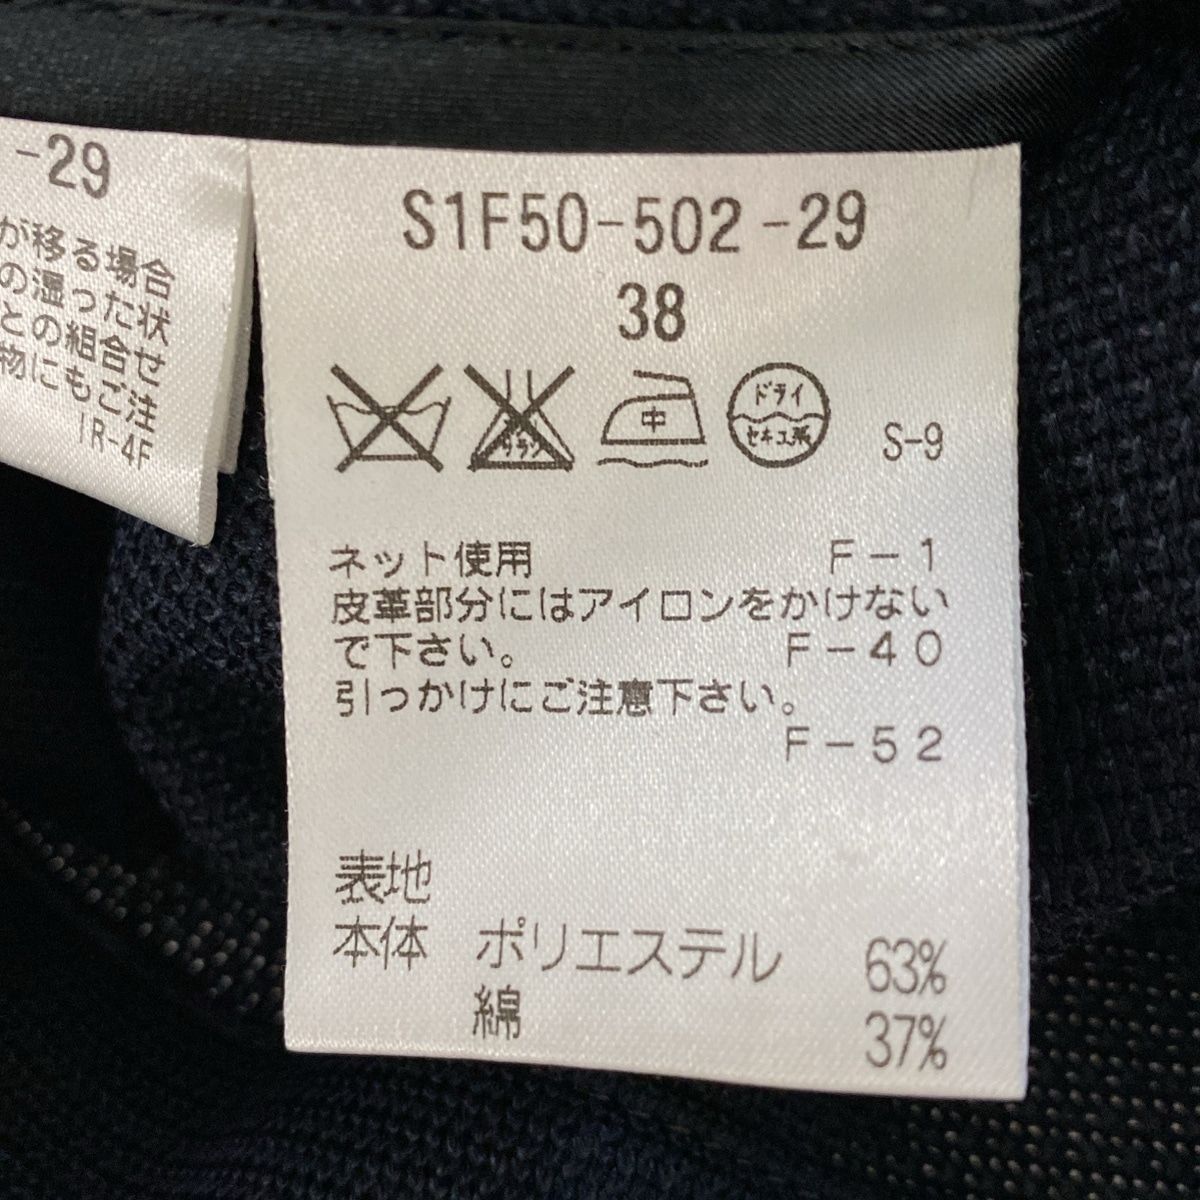 -29
が移る場合
の湿った状
との組合せ
物にもご注
IR-4F
S1F50-502-29
38
中
ドライ
セキユ系
S-9
ネット使用 F-1
皮革部分にはアイロンをかけない
で下さい。 F-40
引っかけにご注意下さい。
F-52
表地
本体 ポリエステル 63%
綿 37%